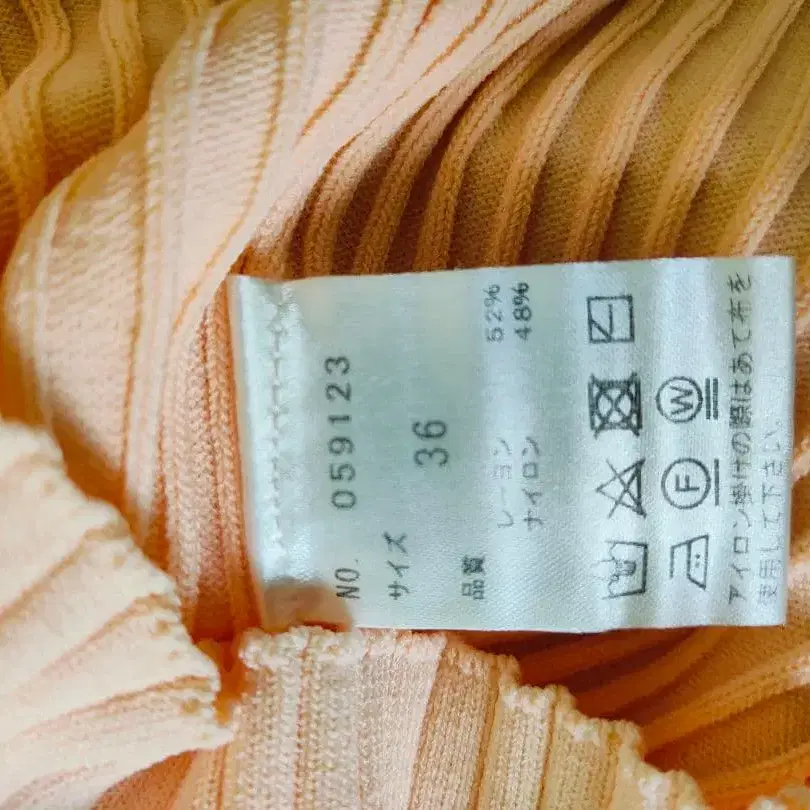 NO. 059123
サイズ 36
品質 レーヨン 52%
ナイロン 48%
F W
アイロン掛けの際はあて布を
使用して下さい。